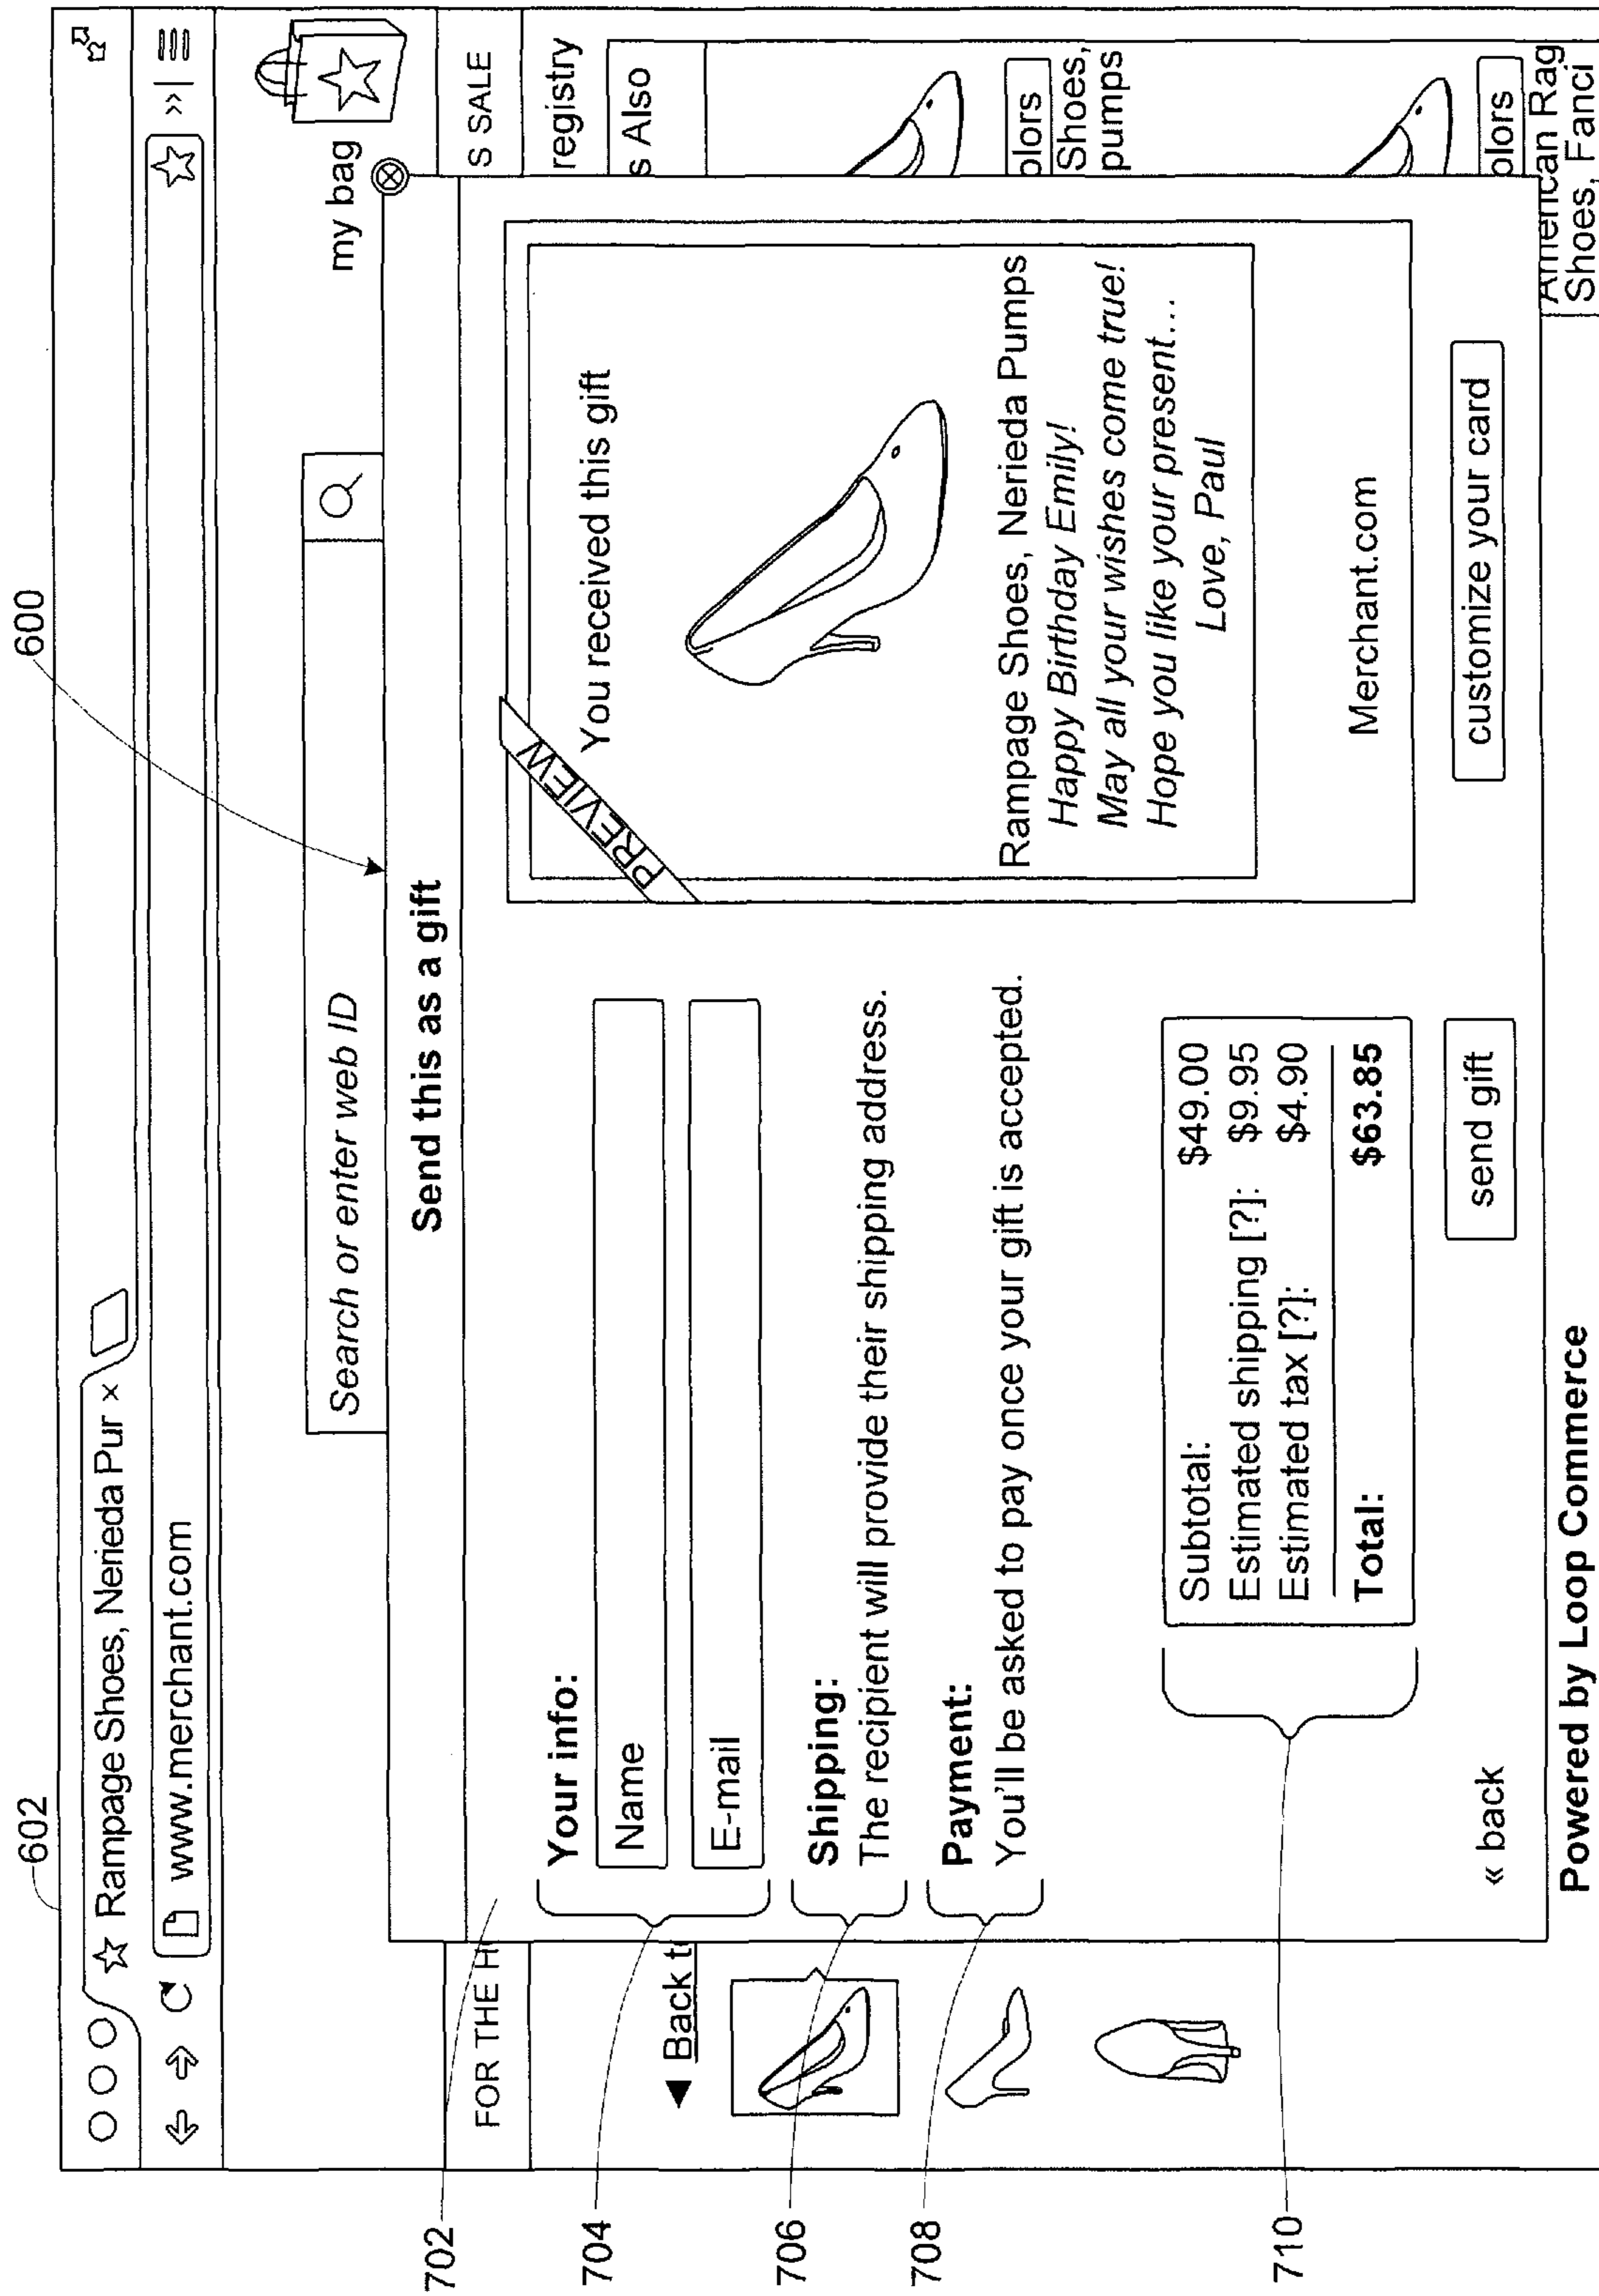 600
602
☆ Rampage Shoes, Nerieda Pur ×
www.merchant.com
»|
my bag
Search or enter web ID
Send this as a gift
FOR THE H
S SALE
registry
◄ Back t
s Also
702
704
706
708
710
Your info:
Name
E-mail
Shipping:
The recipient will provide their shipping address.
Payment:
You'll be asked to pay once your gift is accepted.
Subtotal: $49.00
Estimated shipping [?]: $9.95
Estimated tax [?]: $4.90
Total: $63.85
« back
send gift
PREVIEW
You received this gift
Rampage Shoes, Nerieda Pumps
Happy Birthday Emily!
May all your wishes come true!
Hope you like your present...
Love, Paul
Merchant.com
customize your card
olors
Shoes,
pumps
olors
American Rag
Shoes, Fanci
Powered by Loop Commerce